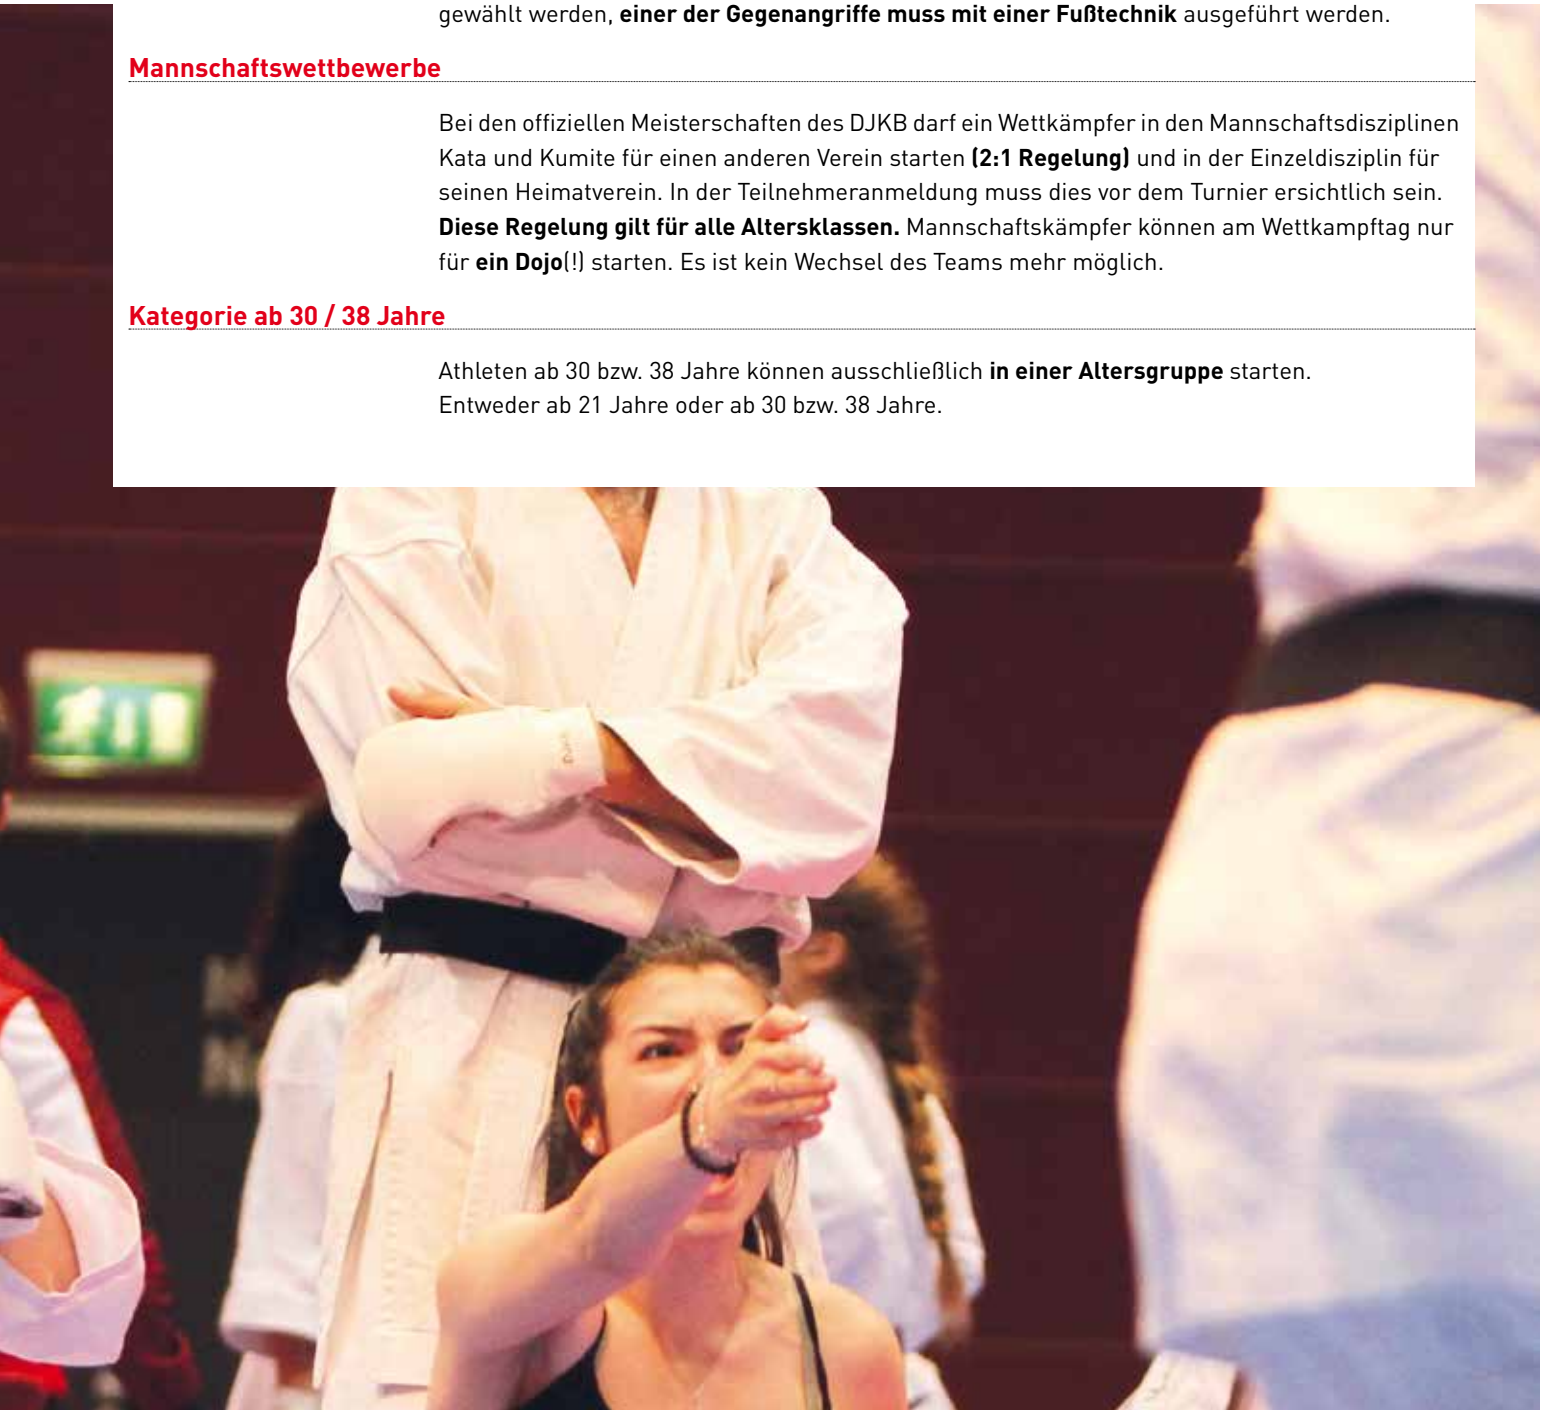 gewählt werden, einer der Gegenangriffe muss mit einer Fußtechnik ausgeführt werden.
Mannschaftswettbewerbe
Bei den offiziellen Meisterschaften des DJKB darf ein Wettkämpfer in den Mannschaftsdisziplinen
Kata und Kumite für einen anderen Verein starten (2:1 Regelung) und in der Einzeldisziplin für
seinen Heimatverein. In der Teilnehmeranmeldung muss dies vor dem Turnier ersichtlich sein.
Diese Regelung gilt für alle Altersklassen. Mannschaftskämpfer können am Wettkampftag nur
für ein Dojo(!) starten. Es ist kein Wechsel des Teams mehr möglich.
Kategorie ab 30 / 38 Jahre
Athleten ab 30 bzw. 38 Jahre können ausschließlich in einer Altersgruppe starten.
Entweder ab 21 Jahre oder ab 30 bzw. 38 Jahre.